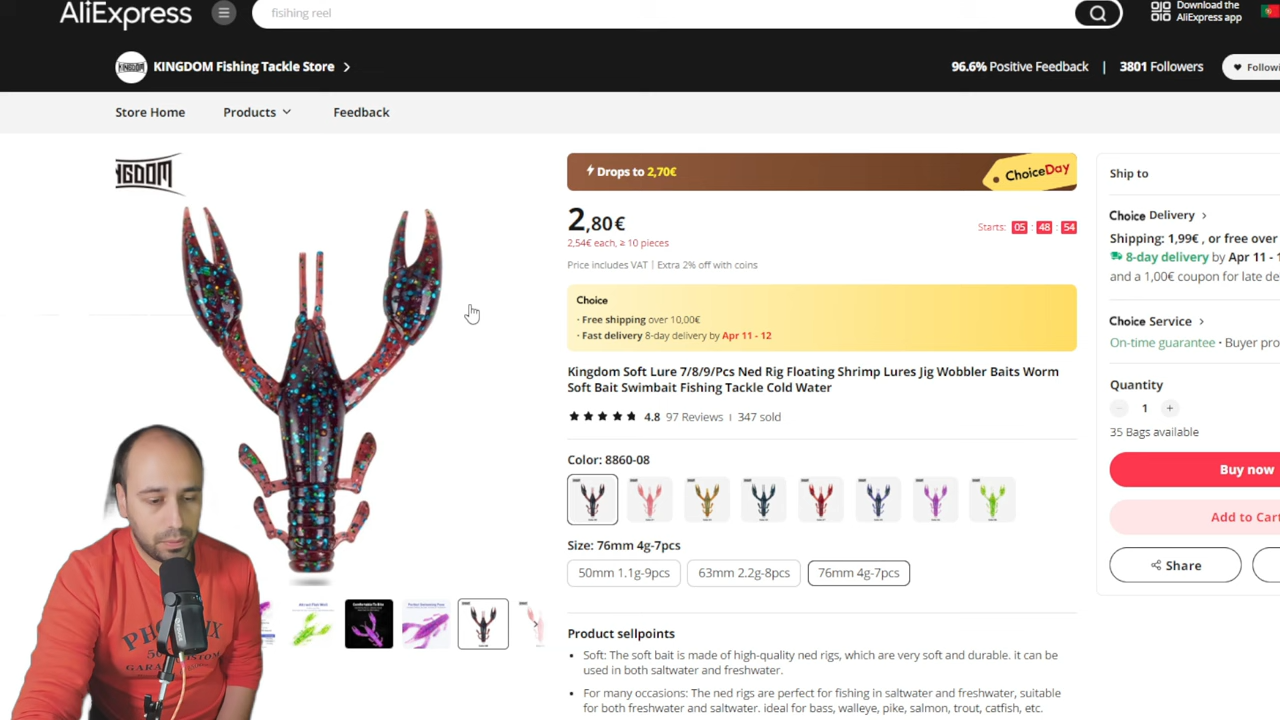 AliExpress
fisihing reel
Download the
AliExpress app
KINGDOM
KINGDOM Fishing Tackle Store >
96.6% Positive Feedback | 3801 Followers
Followi
Store Home
Products
Feedback
NGDOM
Drops to 2,70€
ChoiceDay
2,80€
2,54€ each, ≥ 10 pieces
Starts: 05 : 48 : 54
Price includes VAT | Extra 2% off with coins
Choice
· Free shipping over 10,00€
· Fast delivery 8-day delivery by Apr 11 - 12
Kingdom Soft Lure 7/8/9/Pcs Ned Rig Floating Shrimp Lures Jig Wobbler Baits Worm
Soft Bait Swimbait Fishing Tackle Cold Water
4.8 97 Reviews | 347 sold
Color: 8860-08
Size: 76mm 4g-7pcs
50mm 1.1g-9pcs
63mm 2.2g-8pcs
76mm 4g-7pcs
Product sellpoints
• Soft: The soft bait is made of high-quality ned rigs, which are very soft and durable. it can be
used in both saltwater and freshwater.
• For many occasions: The ned rigs are perfect for fishing in saltwater and freshwater, suitable
for both freshwater and saltwater. ideal for bass, walleye, pike, salmon, trout, catfish, etc.
Ship to
Choice Delivery >
Shipping: 1,99€ , or free over
8-day delivery by Apr 11 - 1
and a 1,00€ coupon for late de
Choice Service >
On-time guarantee · Buyer pro
Quantity
− 1 +
35 Bags available
Buy now
Add to Cart
Share